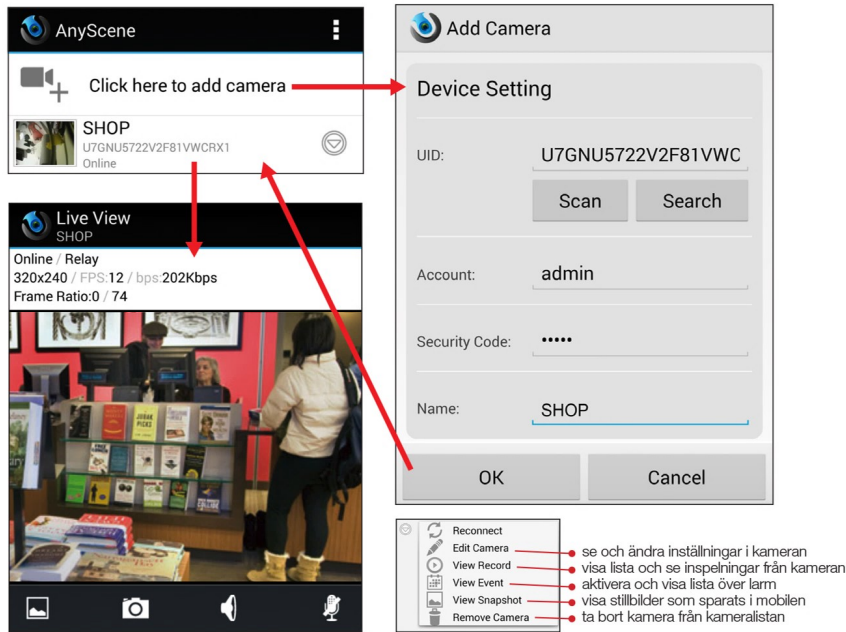 AnyScene
Click here to add camera
SHOP
U7GNU5722V2F81VWCRX1
Online
Live View
SHOP
Online / Relay
320x240 / FPS:12 / bps:202Kbps
Frame Ratio:0 / 74
JUDAK
PICKS
Add Camera
Device Setting
UID: U7GNU5722V2F81VWC
Scan Search
Account: admin
Security Code: •••••
Name: SHOP
OK Cancel
Reconnect
Edit Camera se och ändra inställningar i kameran
View Record visa lista och se inspelningar från kameran
View Event aktivera och visa lista över larm
View Snapshot visa stillbilder som sparats i mobilen
Remove Camera ta bort kamera från kameralistan